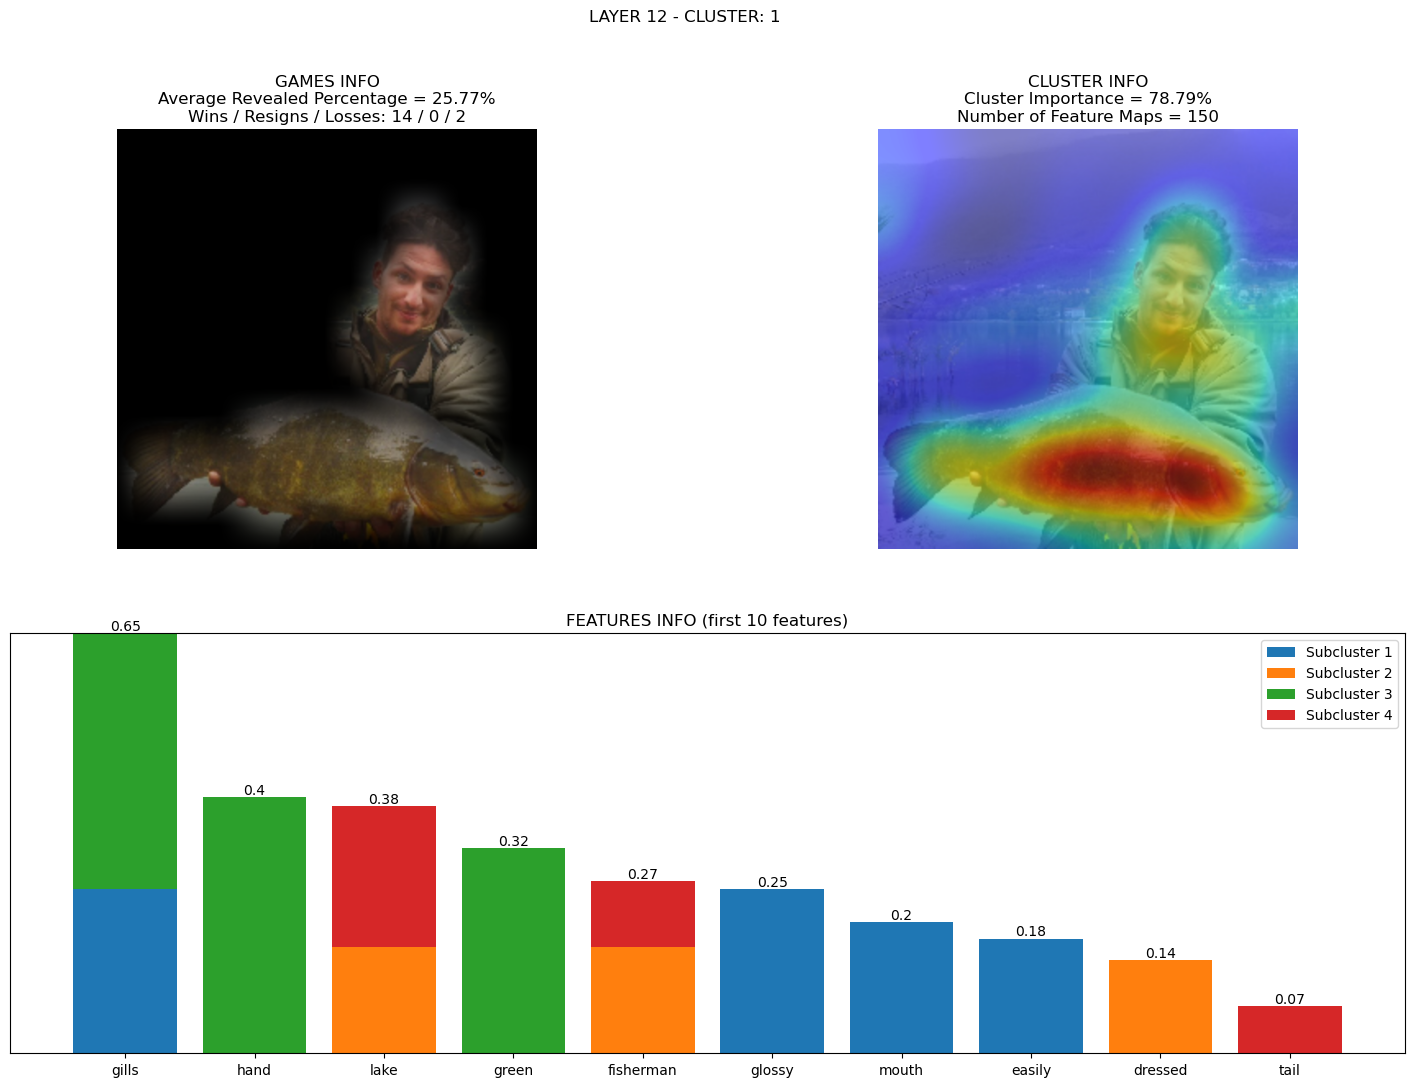 LAYER 12 - CLUSTER: 1
GAMES INFO
Average Revealed Percentage = 25.77%
Wins / Resigns / Losses: 14 / 0 / 2
CLUSTER INFO
Cluster Importance = 78.79%
Number of Feature Maps = 150
FEATURES INFO (first 10 features)
0.65
0.4
0.38
0.32
0.27
0.25
0.2
0.18
0.14
0.07
Subcluster 1
Subcluster 2
Subcluster 3
Subcluster 4
gills hand lake green fisherman glossy mouth easily dressed tail